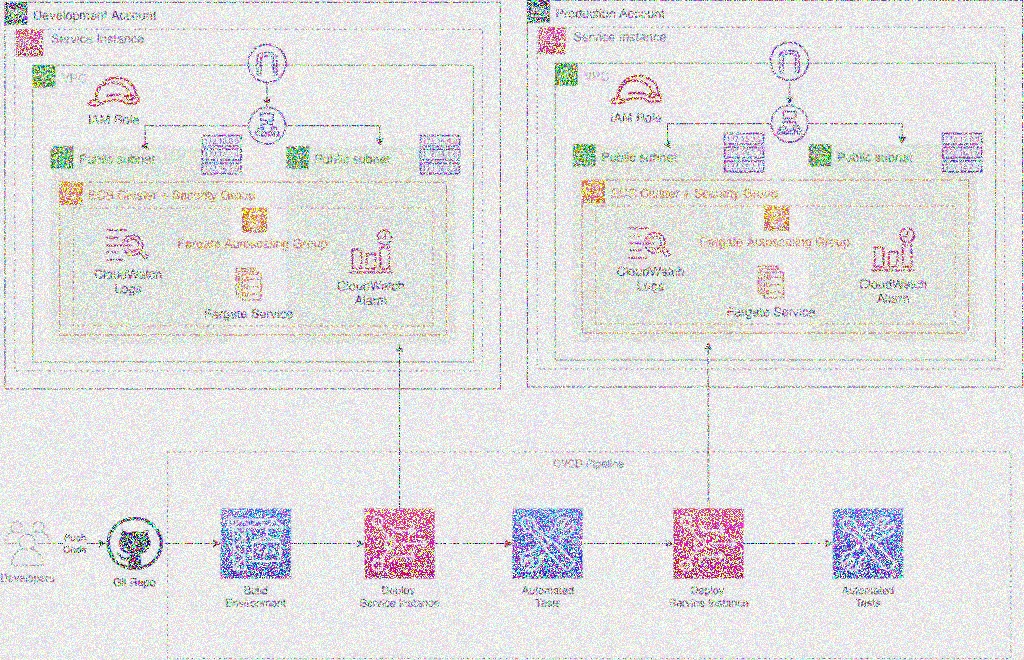 Development Account
Service Instance
VPC
IAM Role
Public subnet
Public subnet
ECS Cluster + Security Group
Fargate Autoscaling Group
CloudWatch
Logs
CloudWatch
Alarm
Fargate Service
Production Account
Service Instance
VPC
IAM Role
Public subnet
Public subnet
ECS Cluster + Security Group
Fargate Autoscaling Group
CloudWatch
Logs
CloudWatch
Alarm
Fargate Service
CI/CD Pipeline
Push
Code
Developers
Git Repo
Build
Environment
Deploy
Service Instance
Automated
Tests
Deploy
Service Instance
Automated
Tests